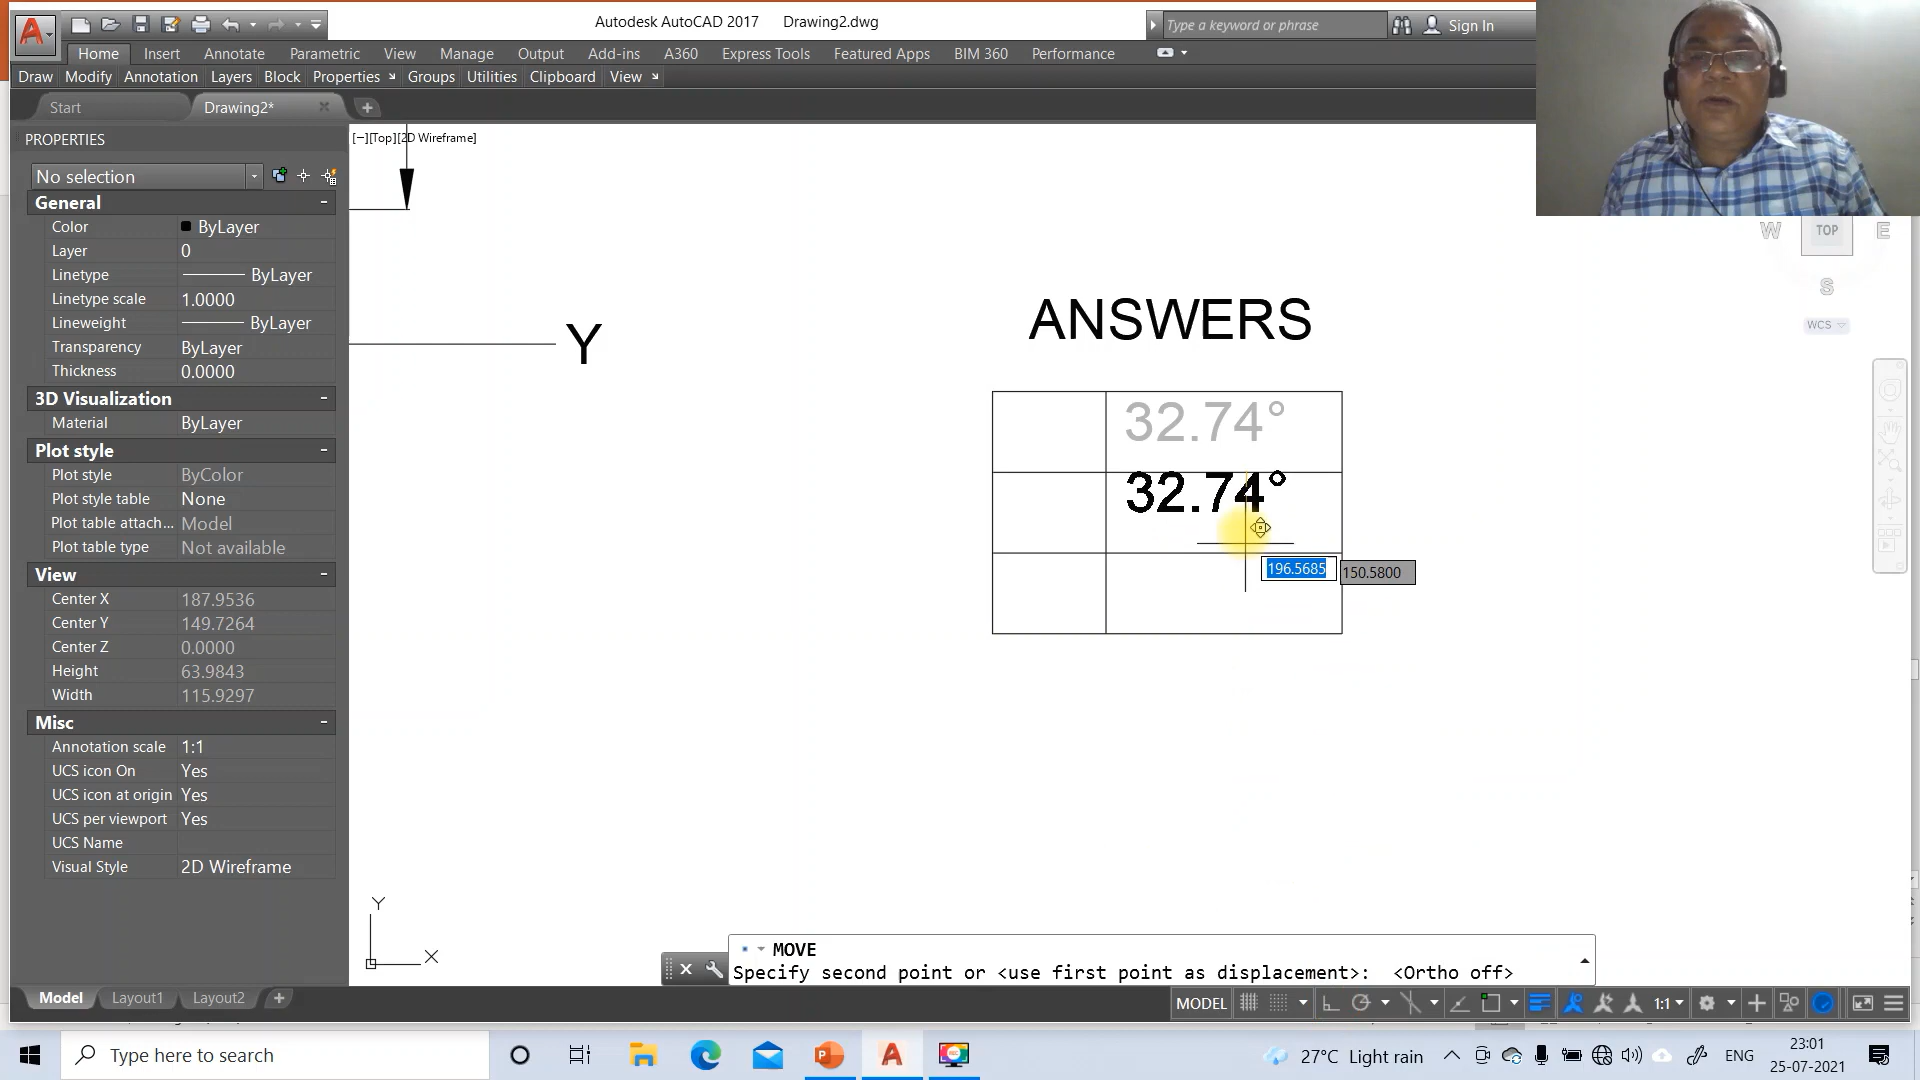 Autodesk AutoCAD 2017 Drawing2.dwg
Type a keyword or phrase
Sign In
Home Insert Annotate Parametric View Manage Output Add-ins A360 Express Tools Featured Apps BIM 360 Performance
Draw Modify Annotation Layers Block Properties Groups Utilities Clipboard View
Start Drawing2*
PROPERTIES
[−][Top][2D Wireframe]
No selection
General
Color ByLayer
Layer 0
Linetype ByLayer
Linetype scale 1.0000
Lineweight ByLayer
Transparency ByLayer
Thickness 0.0000
3D Visualization
Material ByLayer
Plot style
Plot style ByColor
Plot style table None
Plot table attach... Model
Plot table type Not available
View
Center X 187.9536
Center Y 149.7264
Center Z 0.0000
Height 63.9843
Width 115.9297
Misc
Annotation scale 1:1
UCS icon On Yes
UCS icon at origin Yes
UCS per viewport Yes
UCS Name
Visual Style 2D Wireframe
Y
ANSWERS
32.74°
32.74°
196.5685 150.5800
W TOP E
S
WCS
Y
X
MOVE
Specify second point or <use first point as displacement>: <Ortho off>
Model Layout1 Layout2
MODEL 1:1
Type here to search
27°C Light rain
ENG
23:01
25-07-2021